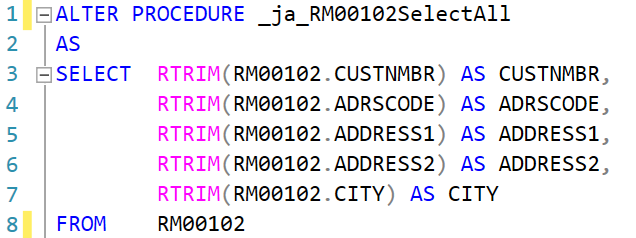 1 ALTER PROCEDURE _ja_RM00102SelectAll
2 AS
3 SELECT RTRIM(RM00102.CUSTNMBR) AS CUSTNMBR,
4 RTRIM(RM00102.ADRSCODE) AS ADRSCODE,
5 RTRIM(RM00102.ADDRESS1) AS ADDRESS1,
6 RTRIM(RM00102.ADDRESS2) AS ADDRESS2,
7 RTRIM(RM00102.CITY) AS CITY
8 FROM RM00102